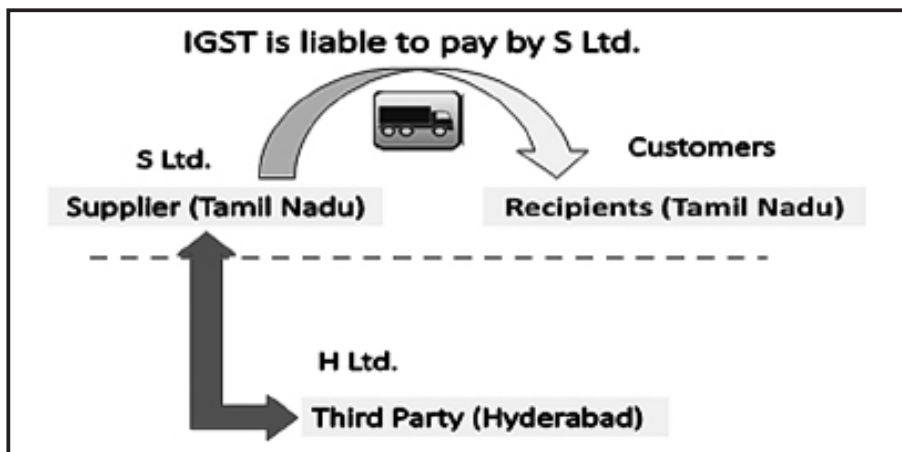 IGST is liable to pay by S Ltd.
S Ltd.
Customers
Supplier (Tamil Nadu)
Recipients (Tamil Nadu)
H Ltd.
Third Party (Hyderabad)